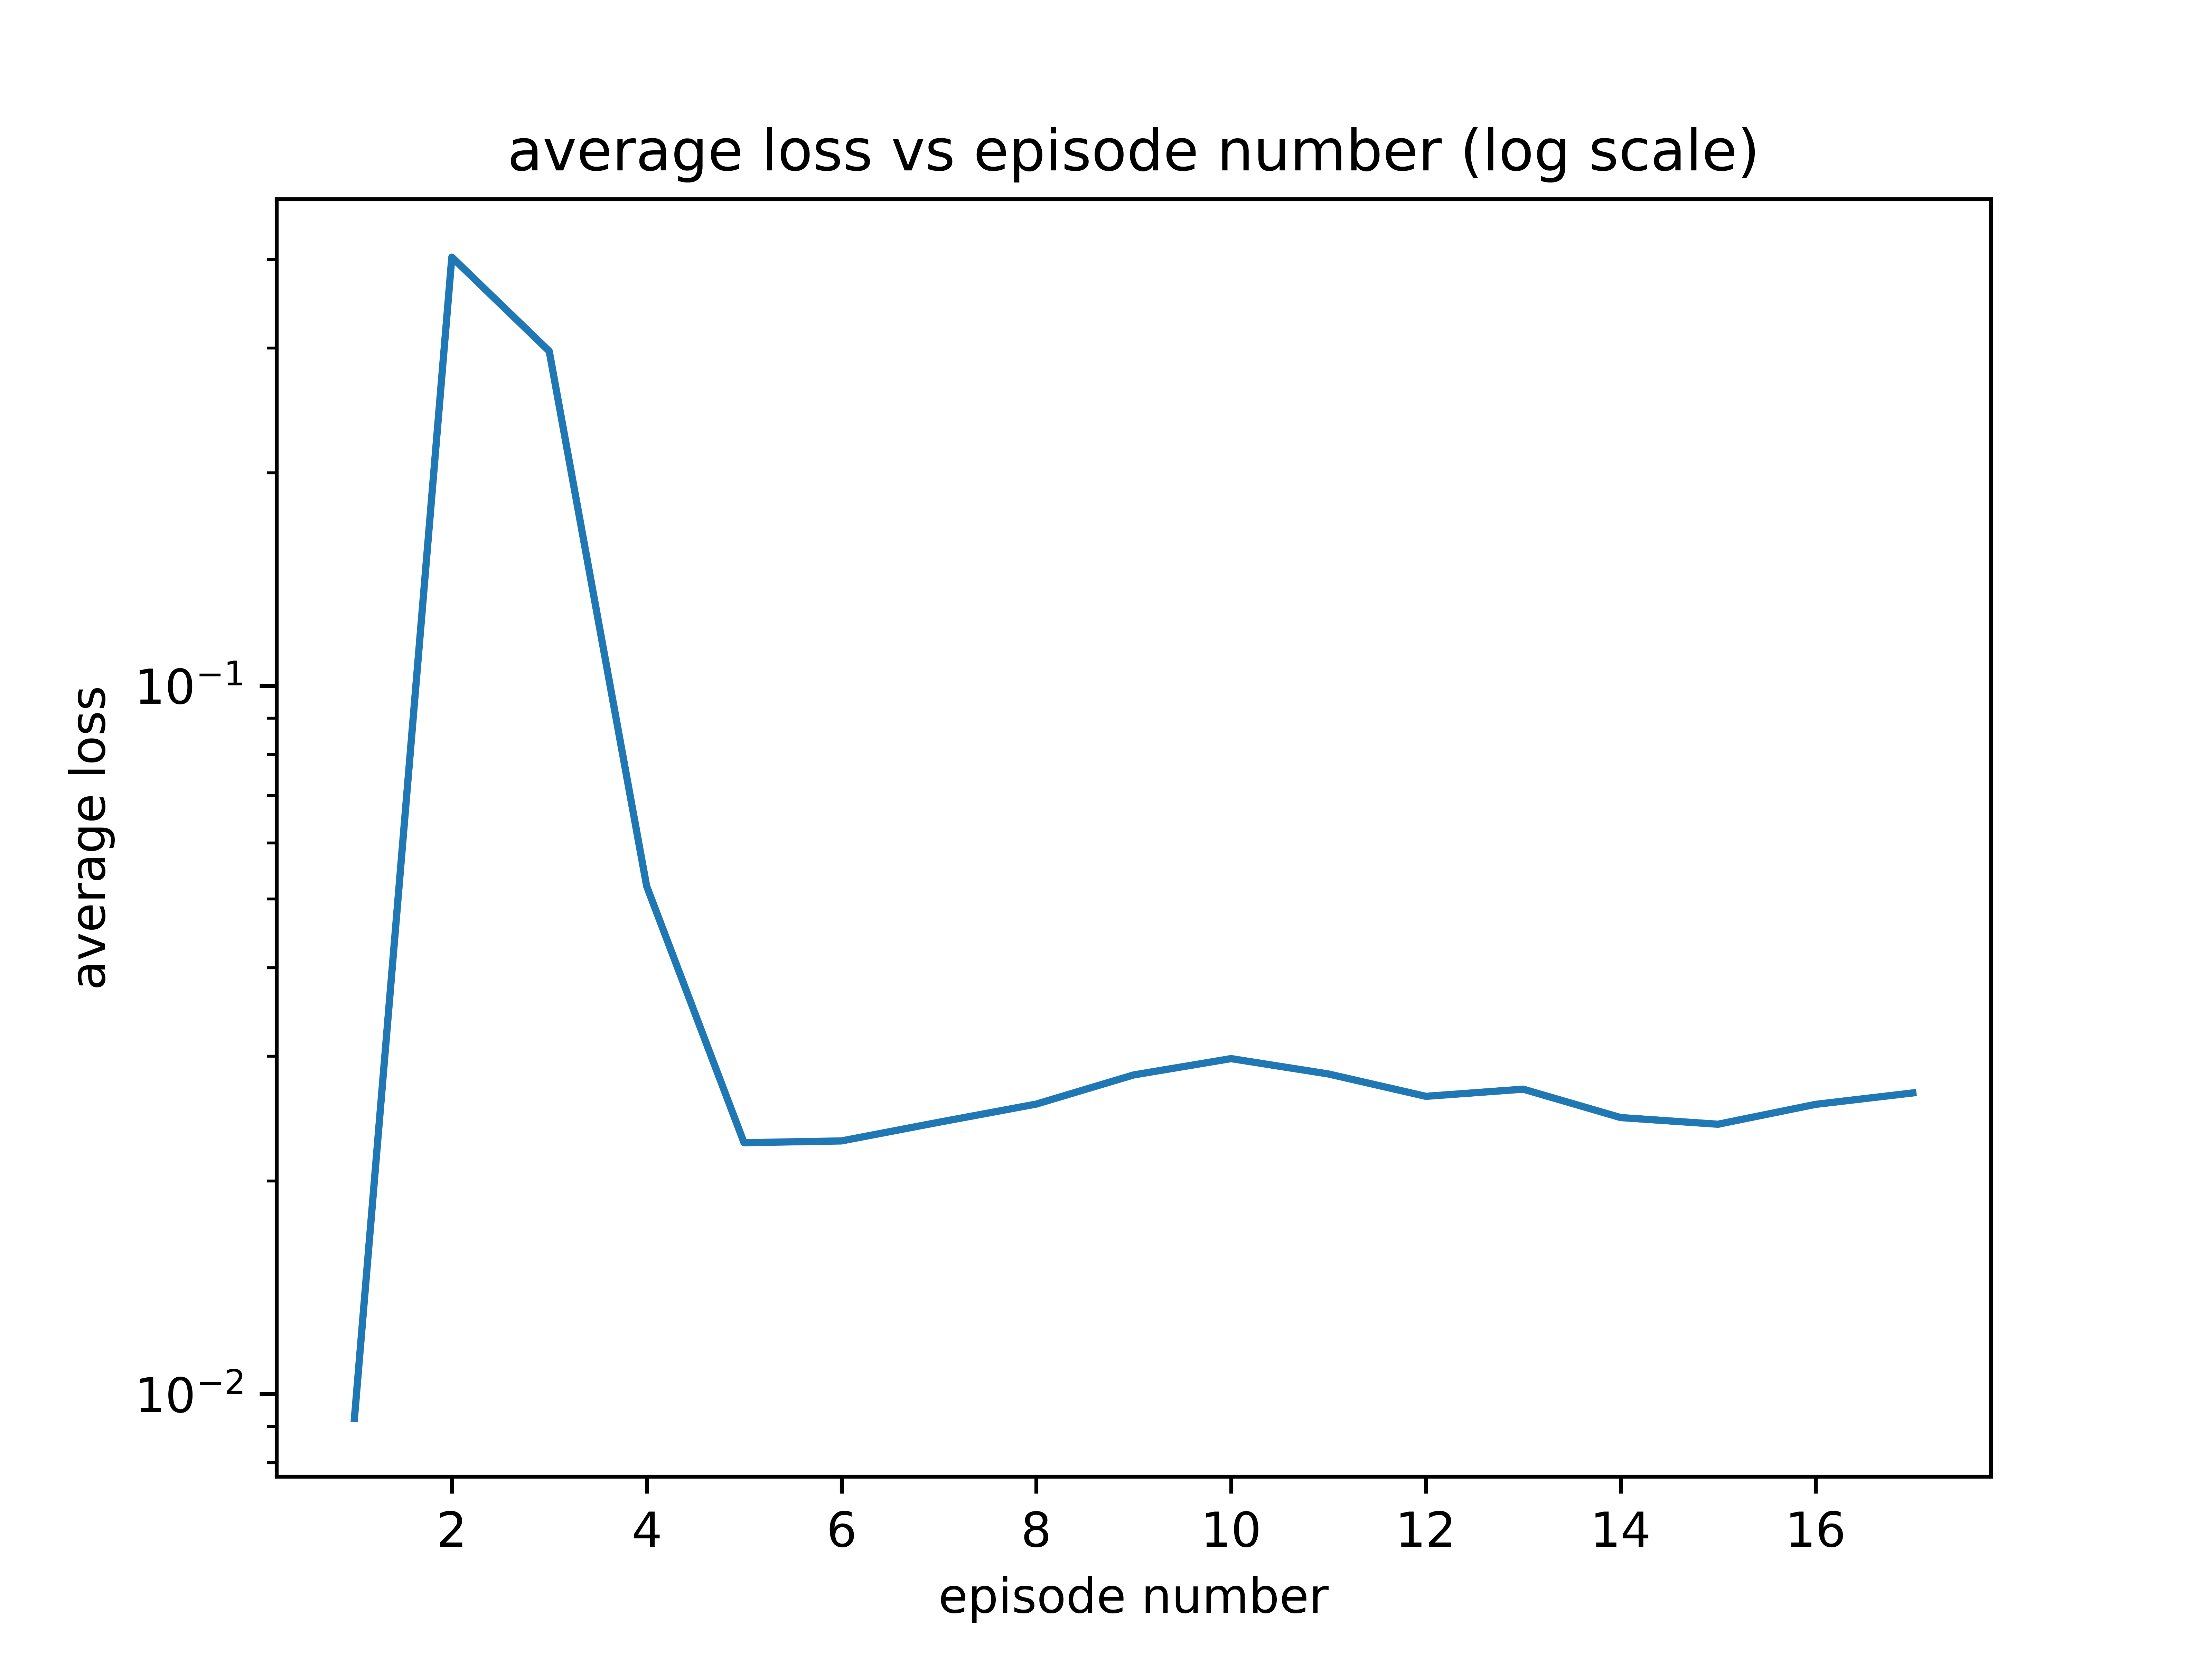 average loss vs episode number (log scale)
average loss
10⁻¹
10⁻²
2 4 6 8 10 12 14 16
episode number